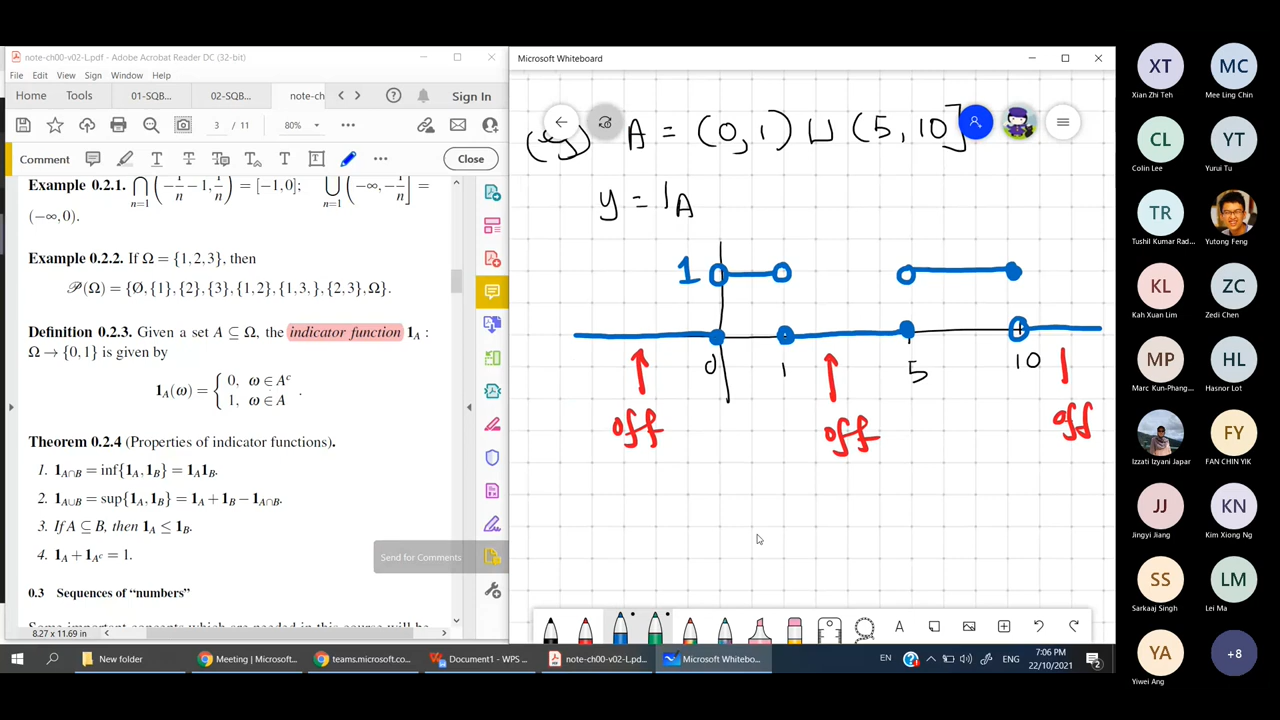 note-ch00-v02-L.pdf - Adobe Acrobat Reader DC (32-bit)
File Edit View Sign Window Help
Home Tools 01-SQB... 02-SQB... note-ch Sign In
3 / 11 80%
Comment Close
Example 0.2.1. ⋂ₙ₌₁ (−1/n − 1, 1/n) = [−1,0]; ⋃ₙ₌₁ (−∞, −1/n] =
(−∞,0).
Example 0.2.2. If Ω = {1,2,3}, then
𝒫(Ω) = {Ø,{1},{2},{3},{1,2},{1,3,},{2,3},Ω}.
Definition 0.2.3. Given a set A ⊆ Ω, the indicator function 1_A :
Ω → {0,1} is given by
1_A(ω) = { 0, ω ∈ A^c
1, ω ∈ A .
Theorem 0.2.4 (Properties of indicator functions).
1. 1_{A∩B} = inf{1_A, 1_B} = 1_A 1_B.
2. 1_{A∪B} = sup{1_A, 1_B} = 1_A + 1_B − 1_{A∩B}.
3. If A ⊆ B, then 1_A ≤ 1_B.
4. 1_A + 1_{A^c} = 1.
Send for Comments
0.3 Sequences of “numbers”
8.27 x 11.69 in
Microsoft Whiteboard
A = (0,1) ⊔ (5,10]
y = 1_A
1
0 1 5 10
off off off
XT MC
Xian Zhi Teh Mee Ling Chin
CL YT
Colin Lee Yurui Tu
TR
Tushil Kumar Rad... Yutong Feng
KL ZC
Kah Xuan Lim Zedi Chen
MP HL
Marc Kun-Phang... Hasnor Lot
FY
Izzati Izyani Japar FAN CHIN YIK
JJ KN
Jingyi Jiang Kim Xiong Ng
SS LM
Sarkaaj Singh Lei Ma
YA +8
Yiwei Ang
New folder Meeting | Microsoft... teams.microsoft.co... Document1 - WPS ... note-ch00-v02-L.pd... Microsoft Whitebo... EN ENG 7:06 PM
22/10/2021 2